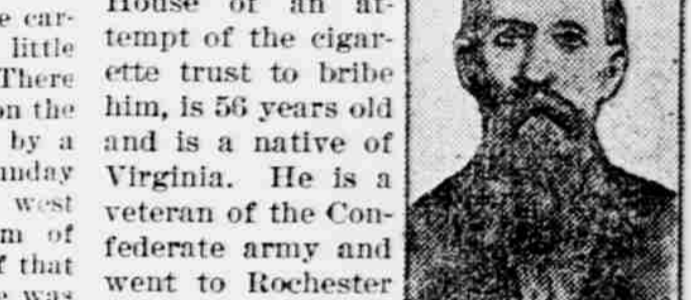 e car-
little
There
on the
by a
unday
west
m of
f that
e was
House of an at-
tempt of the cigar-
ette trust to bribe
him, is 56 years old
and is a native of
Virginia. He is a
veteran of the Con-
federate army and
went to Rochester